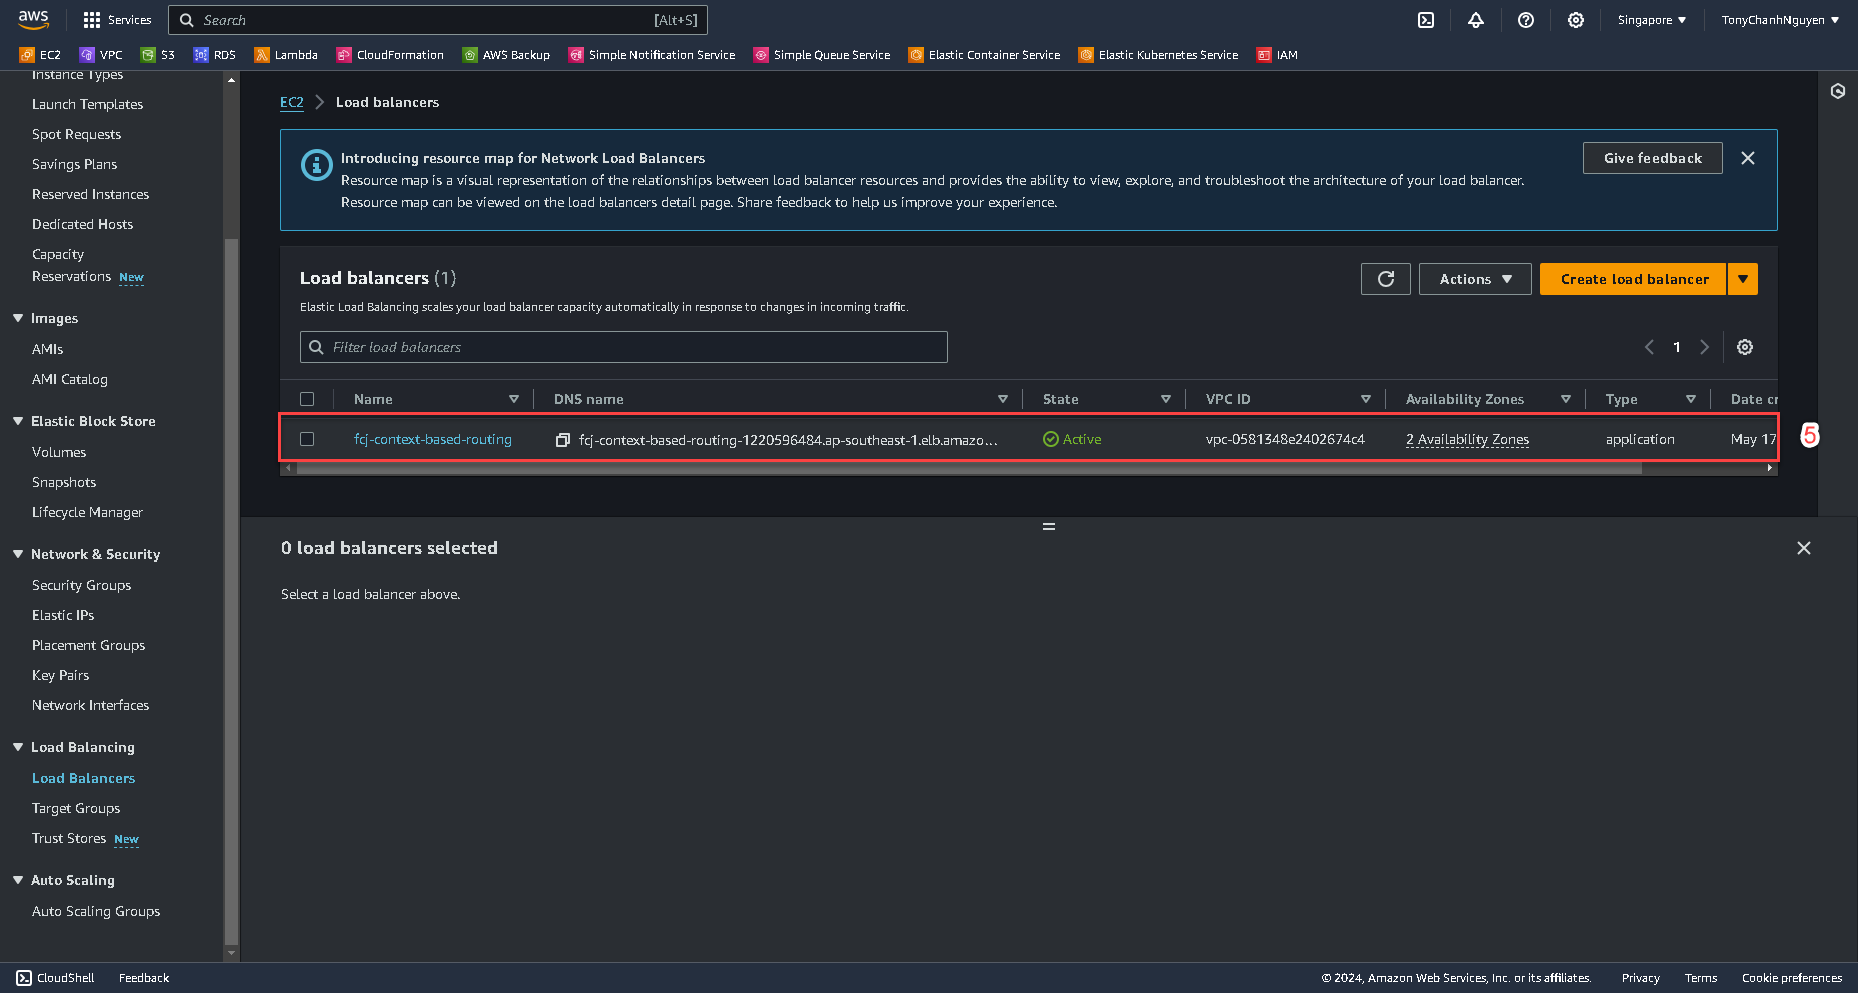 aws
Services
Search
[Alt+S]
Singapore
TonyChanhNguyen
EC2
VPC
S3
RDS
Lambda
CloudFormation
AWS Backup
Simple Notification Service
Simple Queue Service
Elastic Container Service
Elastic Kubernetes Service
IAM
Instance Types
Launch Templates
Spot Requests
Savings Plans
Reserved Instances
Dedicated Hosts
Capacity
Reservations New
Images
AMIs
AMI Catalog
Elastic Block Store
Volumes
Snapshots
Lifecycle Manager
Network & Security
Security Groups
Elastic IPs
Placement Groups
Key Pairs
Network Interfaces
Load Balancing
Load Balancers
Target Groups
Trust Stores New
Auto Scaling
Auto Scaling Groups
EC2
Load balancers
Introducing resource map for Network Load Balancers
Resource map is a visual representation of the relationships between load balancer resources and provides the ability to view, explore, and troubleshoot the architecture of your load balancer.
Resource map can be viewed on the load balancers detail page. Share feedback to help us improve your experience.
Give feedback
Load balancers (1)
Elastic Load Balancing scales your load balancer capacity automatically in response to changes in incoming traffic.
Actions
Create load balancer
Filter load balancers
1
Name
DNS name
State
VPC ID
Availability Zones
Type
Date cr
fcj-context-based-routing
fcj-context-based-routing-1220596484.ap-southeast-1.elb.amazo...
Active
vpc-0581348e2402674c4
2 Availability Zones
application
May 17
5
0 load balancers selected
Select a load balancer above.
CloudShell
Feedback
© 2024, Amazon Web Services, Inc. or its affiliates.
Privacy
Terms
Cookie preferences